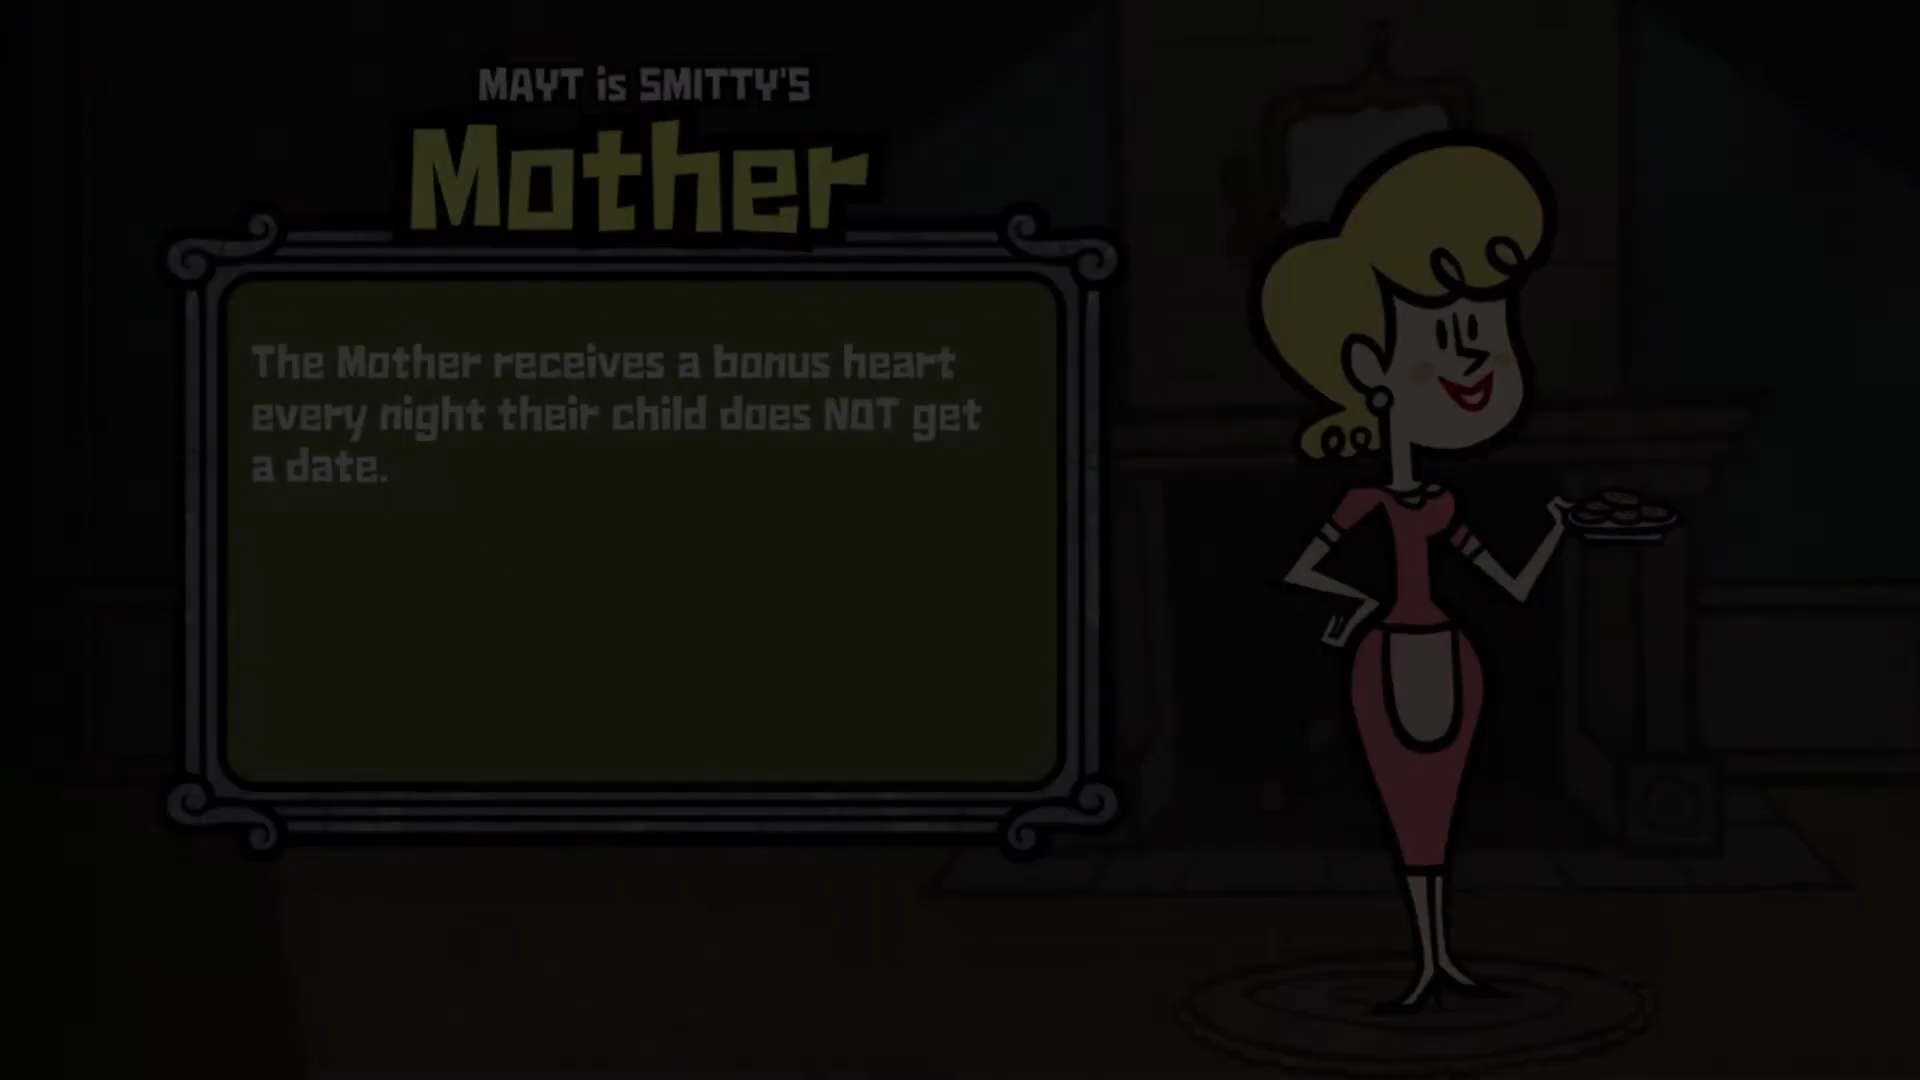 MAYT is SMITTY'S
Mother
The Mother receives a bonus heart
every night their child does NOT get
a date.